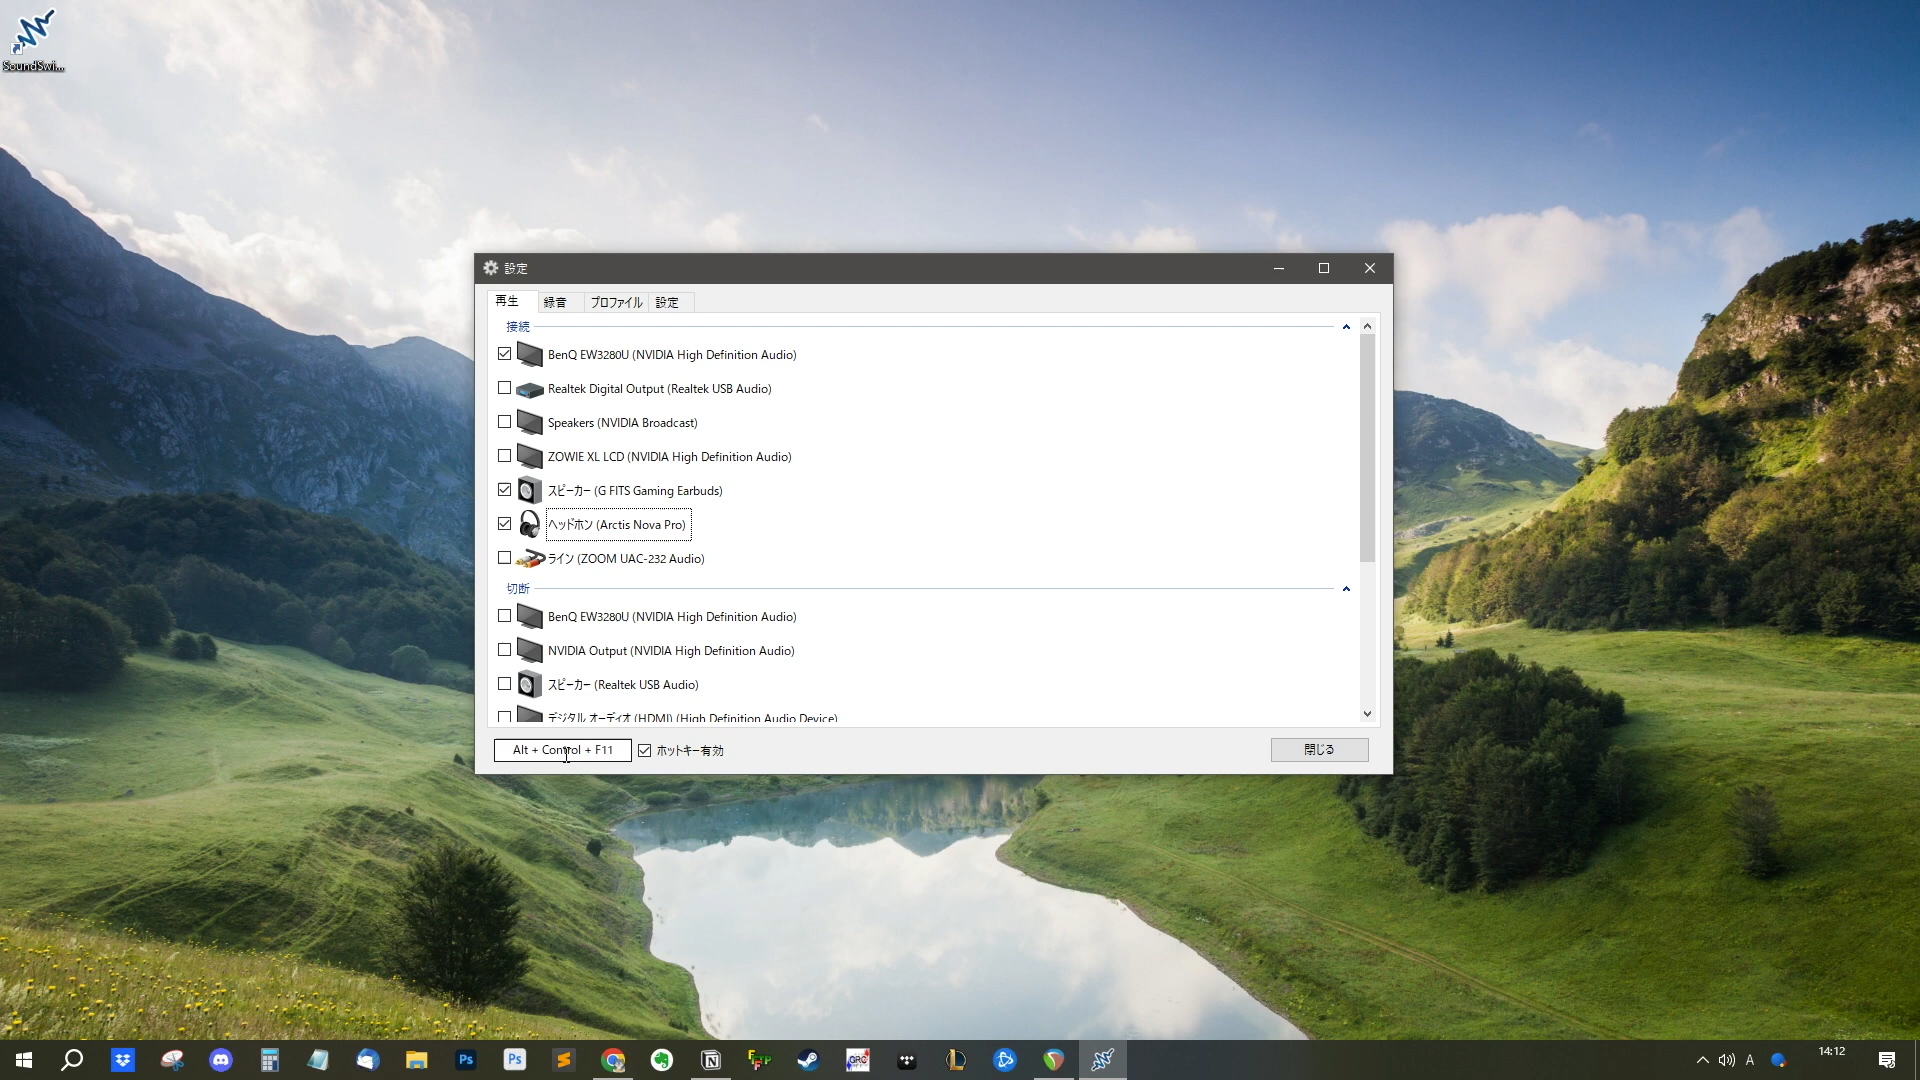 SoundSwi...
設定
再生 録音 プロファイル 設定
接続
BenQ EW3280U (NVIDIA High Definition Audio)
Realtek Digital Output (Realtek USB Audio)
Speakers (NVIDIA Broadcast)
ZOWIE XL LCD (NVIDIA High Definition Audio)
スピーカー (G FITS Gaming Earbuds)
ヘッドホン (Arctis Nova Pro)
ライン (ZOOM UAC-232 Audio)
切断
BenQ EW3280U (NVIDIA High Definition Audio)
NVIDIA Output (NVIDIA High Definition Audio)
スピーカー (Realtek USB Audio)
デジタル オーディオ (HDMI) (High Definition Audio Device)
Alt + Control + F11 ホットキー有効 閉じる
Ps Ps FTP GRC A 14:12